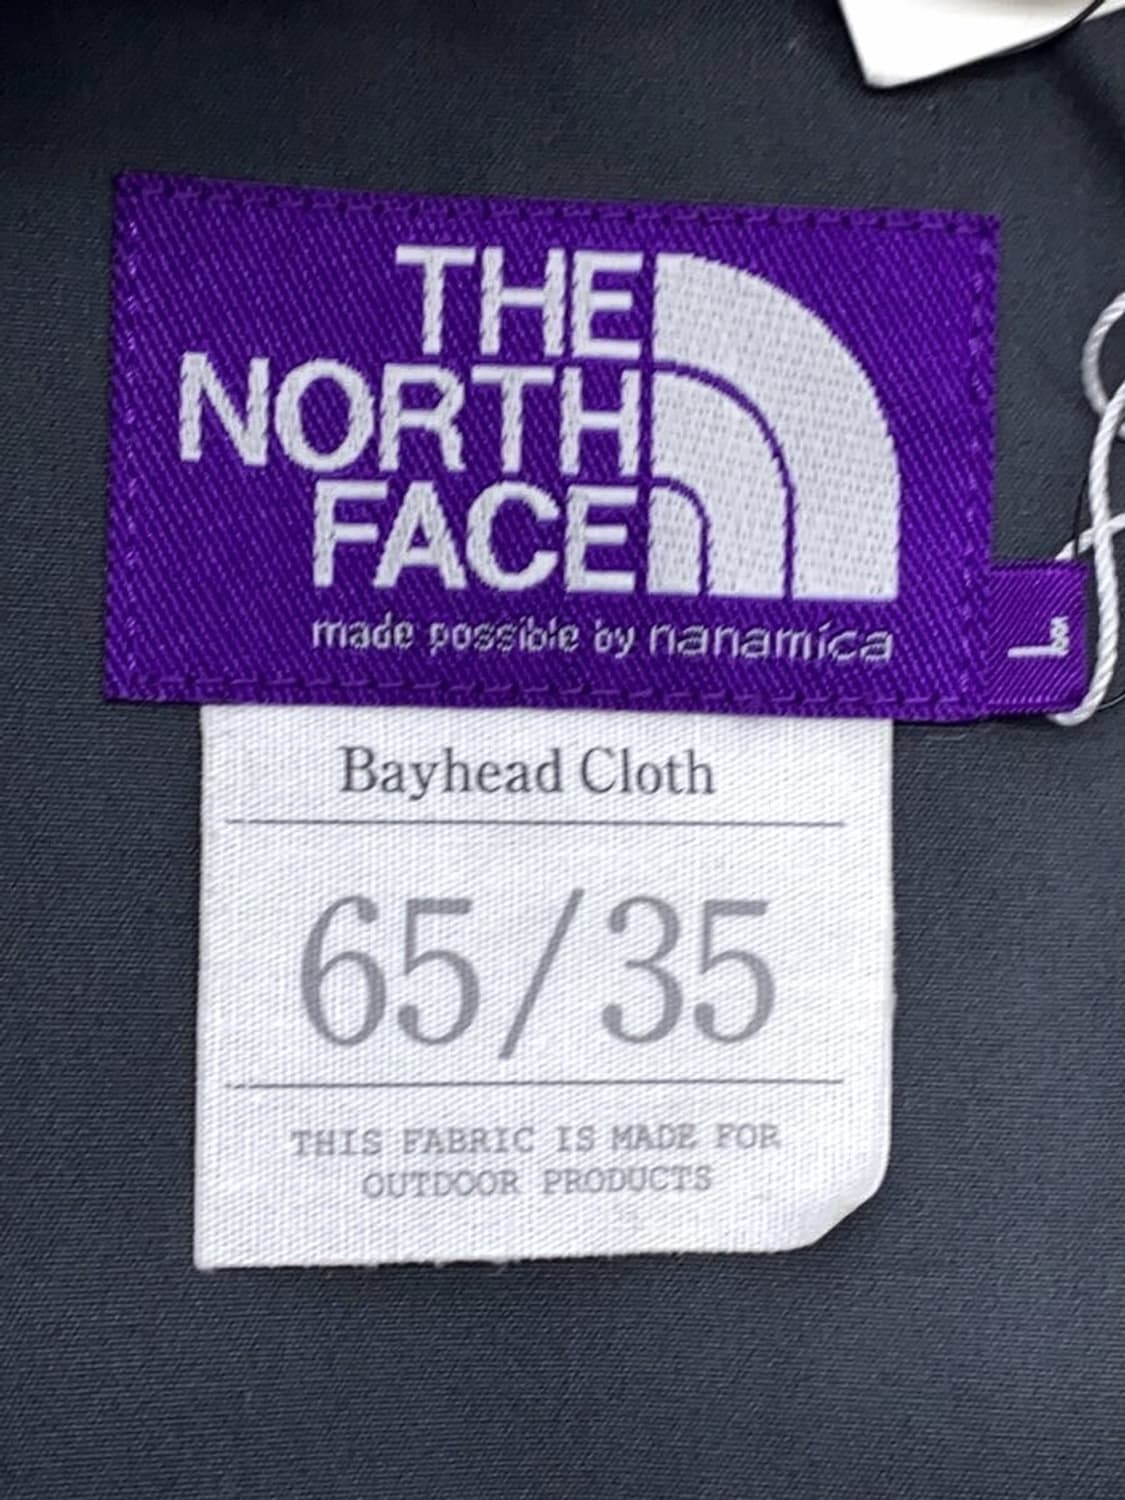 THE
NORTH
FACE
made possible by nanamica
L
Bayhead Cloth
65/35
THIS FABRIC IS MADE FOR
OUTDOOR PRODUCTS